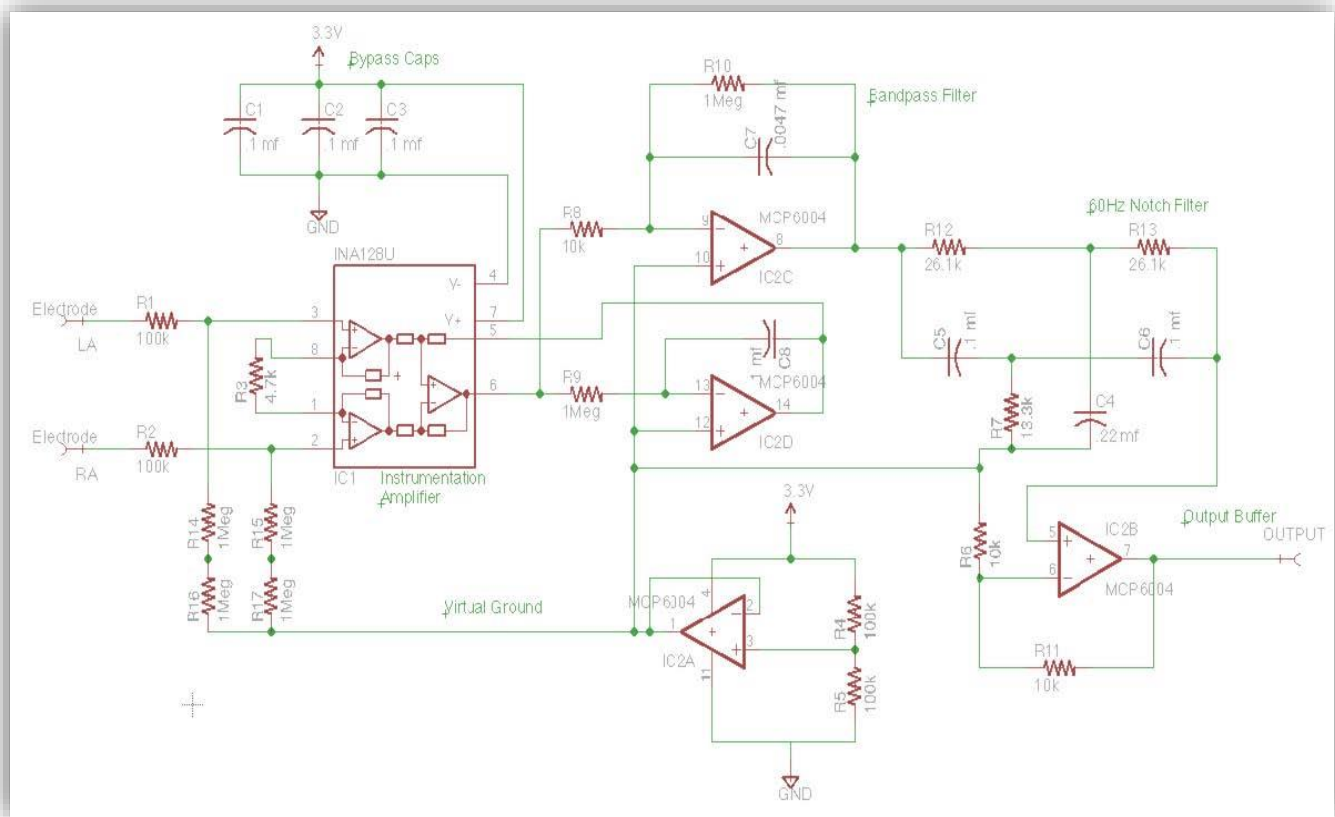 3.3V
Bypass Caps
C1
.1 mf
C2
.1 mf
C3
.1 mf
GND
R10
1Meg
C7
.0047 mf
Bandpass Filter
R8
10k
MCP6004
9
8
10
IC2C
60Hz Notch Filter
R12
26.1k
R13
26.1k
INA128U
V-
4
V+
7
5
Electrode
LA
R1
100k
3
8
R3
4.7k
1
6
Electrode
RA
R2
100k
2
IC1
Instrumentation
Amplifier
R9
1Meg
.1 mf
C8
MCP6004
13
14
12
IC2D
C5
.1 mf
C6
.1 mf
R7
13.3k
C4
.22mf
R14
1Meg
R15
1Meg
R16
1Meg
R17
1Meg
Virtual Ground
3.3V
MCP6004
4
2
1
3
11
IC2A
R4
100k
R5
100k
GND
R6
10k
Output Buffer
OUTPUT
IC2B
5
7
6
MCP6004
R11
10k